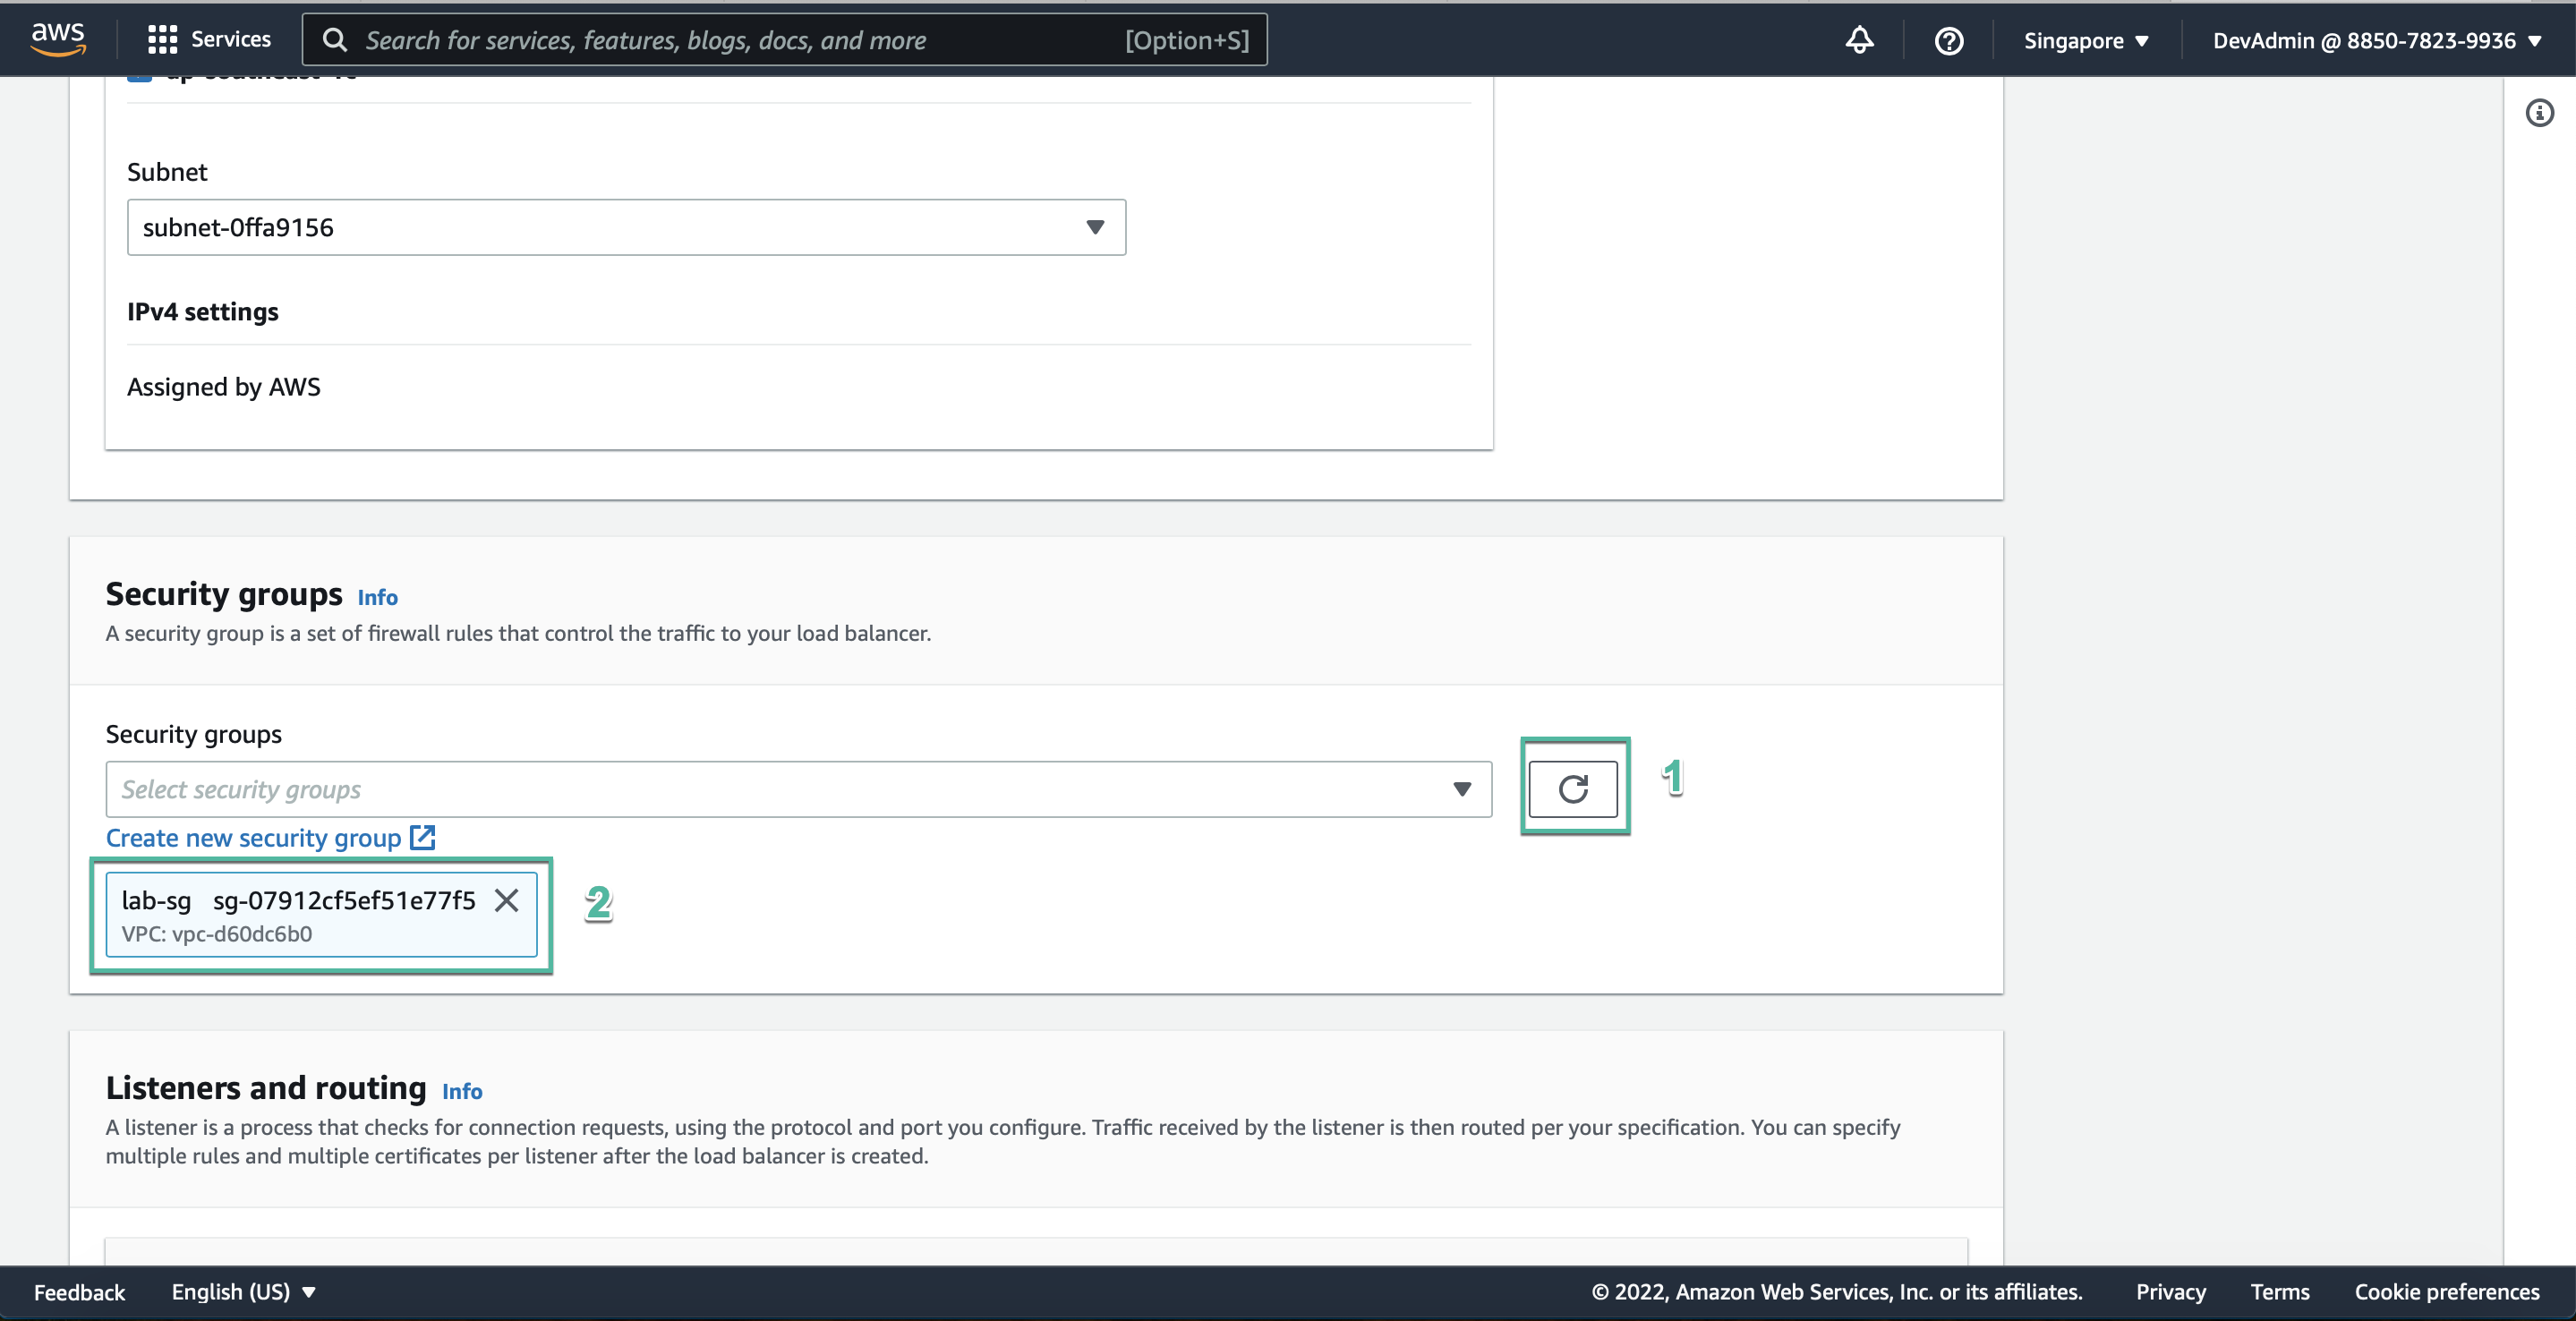 aws
Services
Search for services, features, blogs, docs, and more
[Option+S]
Singapore
DevAdmin @ 8850-7823-9936
Subnet
subnet-0ffa9156
IPv4 settings
Assigned by AWS
Security groups Info
A security group is a set of firewall rules that control the traffic to your load balancer.
Security groups
Select security groups
1
Create new security group
lab-sg sg-07912cf5ef51e77f5
VPC: vpc-d60dc6b0
2
Listeners and routing Info
A listener is a process that checks for connection requests, using the protocol and port you configure. Traffic received by the listener is then routed per your specification. You can specify
multiple rules and multiple certificates per listener after the load balancer is created.
Feedback
English (US)
© 2022, Amazon Web Services, Inc. or its affiliates.
Privacy
Terms
Cookie preferences